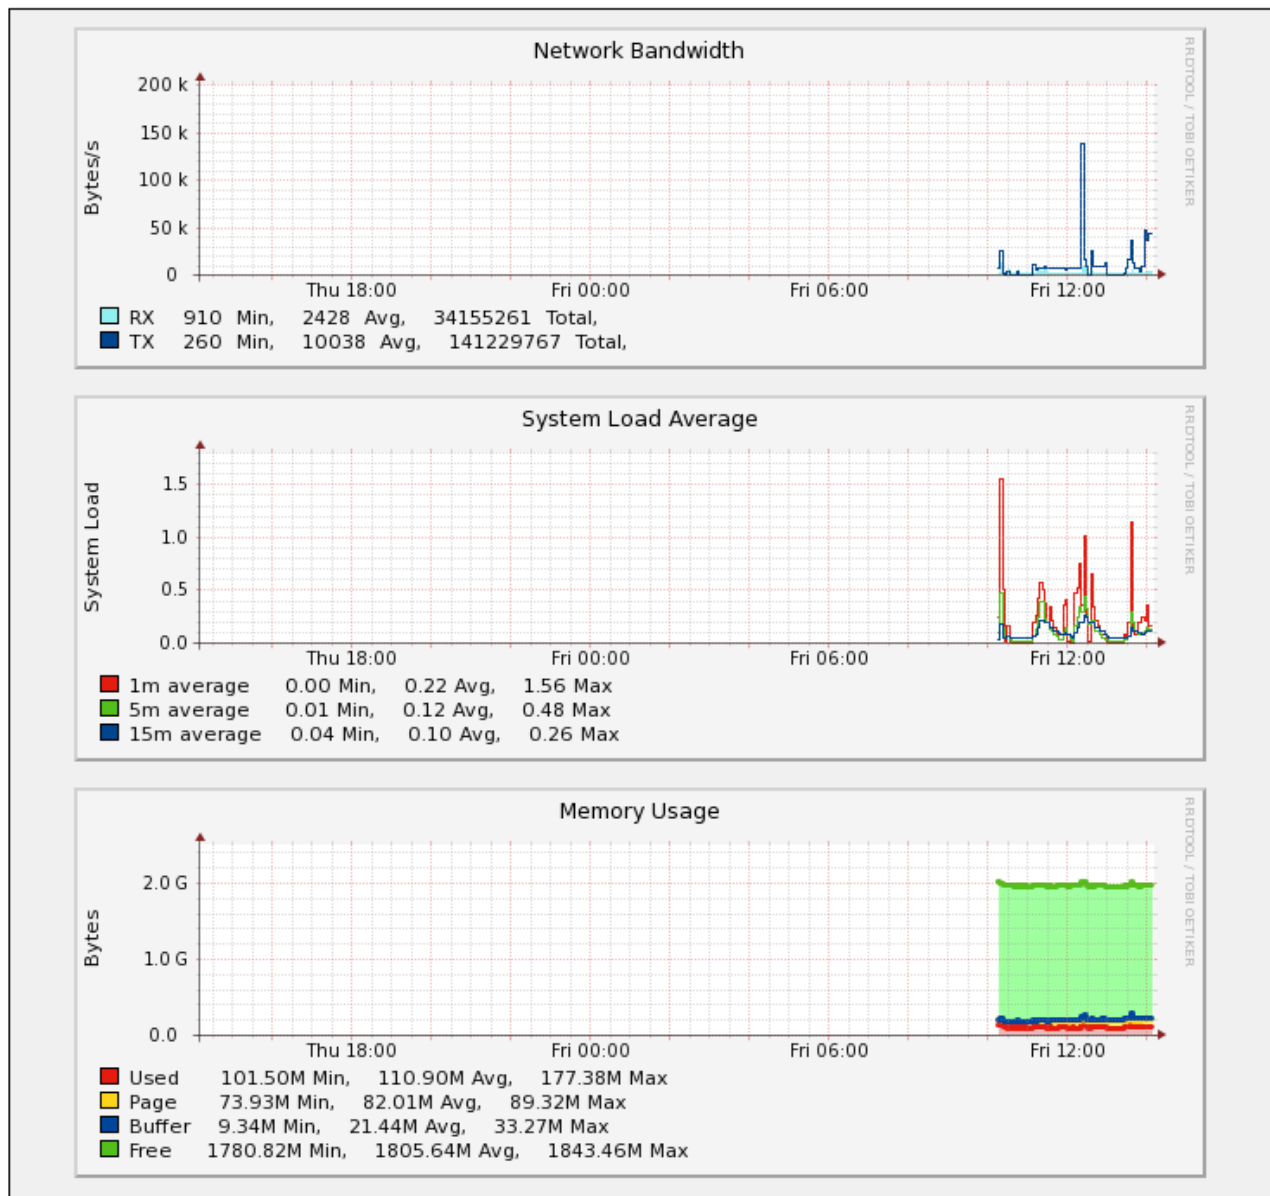 Network Bandwidth
RRDTOOL / TOBI OETIKER
Bytes/s
200 k
150 k
100 k
50 k
0
Thu 18:00 Fri 00:00 Fri 06:00 Fri 12:00
RX 910 Min, 2428 Avg, 34155261 Total,
TX 260 Min, 10038 Avg, 141229767 Total,
System Load Average
RRDTOOL / TOBI OETIKER
System Load
1.5
1.0
0.5
0.0
Thu 18:00 Fri 00:00 Fri 06:00 Fri 12:00
1m average 0.00 Min, 0.22 Avg, 1.56 Max
5m average 0.01 Min, 0.12 Avg, 0.48 Max
15m average 0.04 Min, 0.10 Avg, 0.26 Max
Memory Usage
RRDTOOL / TOBI OETIKER
Bytes
2.0 G
1.0 G
0.0
Thu 18:00 Fri 00:00 Fri 06:00 Fri 12:00
Used 101.50M Min, 110.90M Avg, 177.38M Max
Page 73.93M Min, 82.01M Avg, 89.32M Max
Buffer 9.34M Min, 21.44M Avg, 33.27M Max
Free 1780.82M Min, 1805.64M Avg, 1843.46M Max